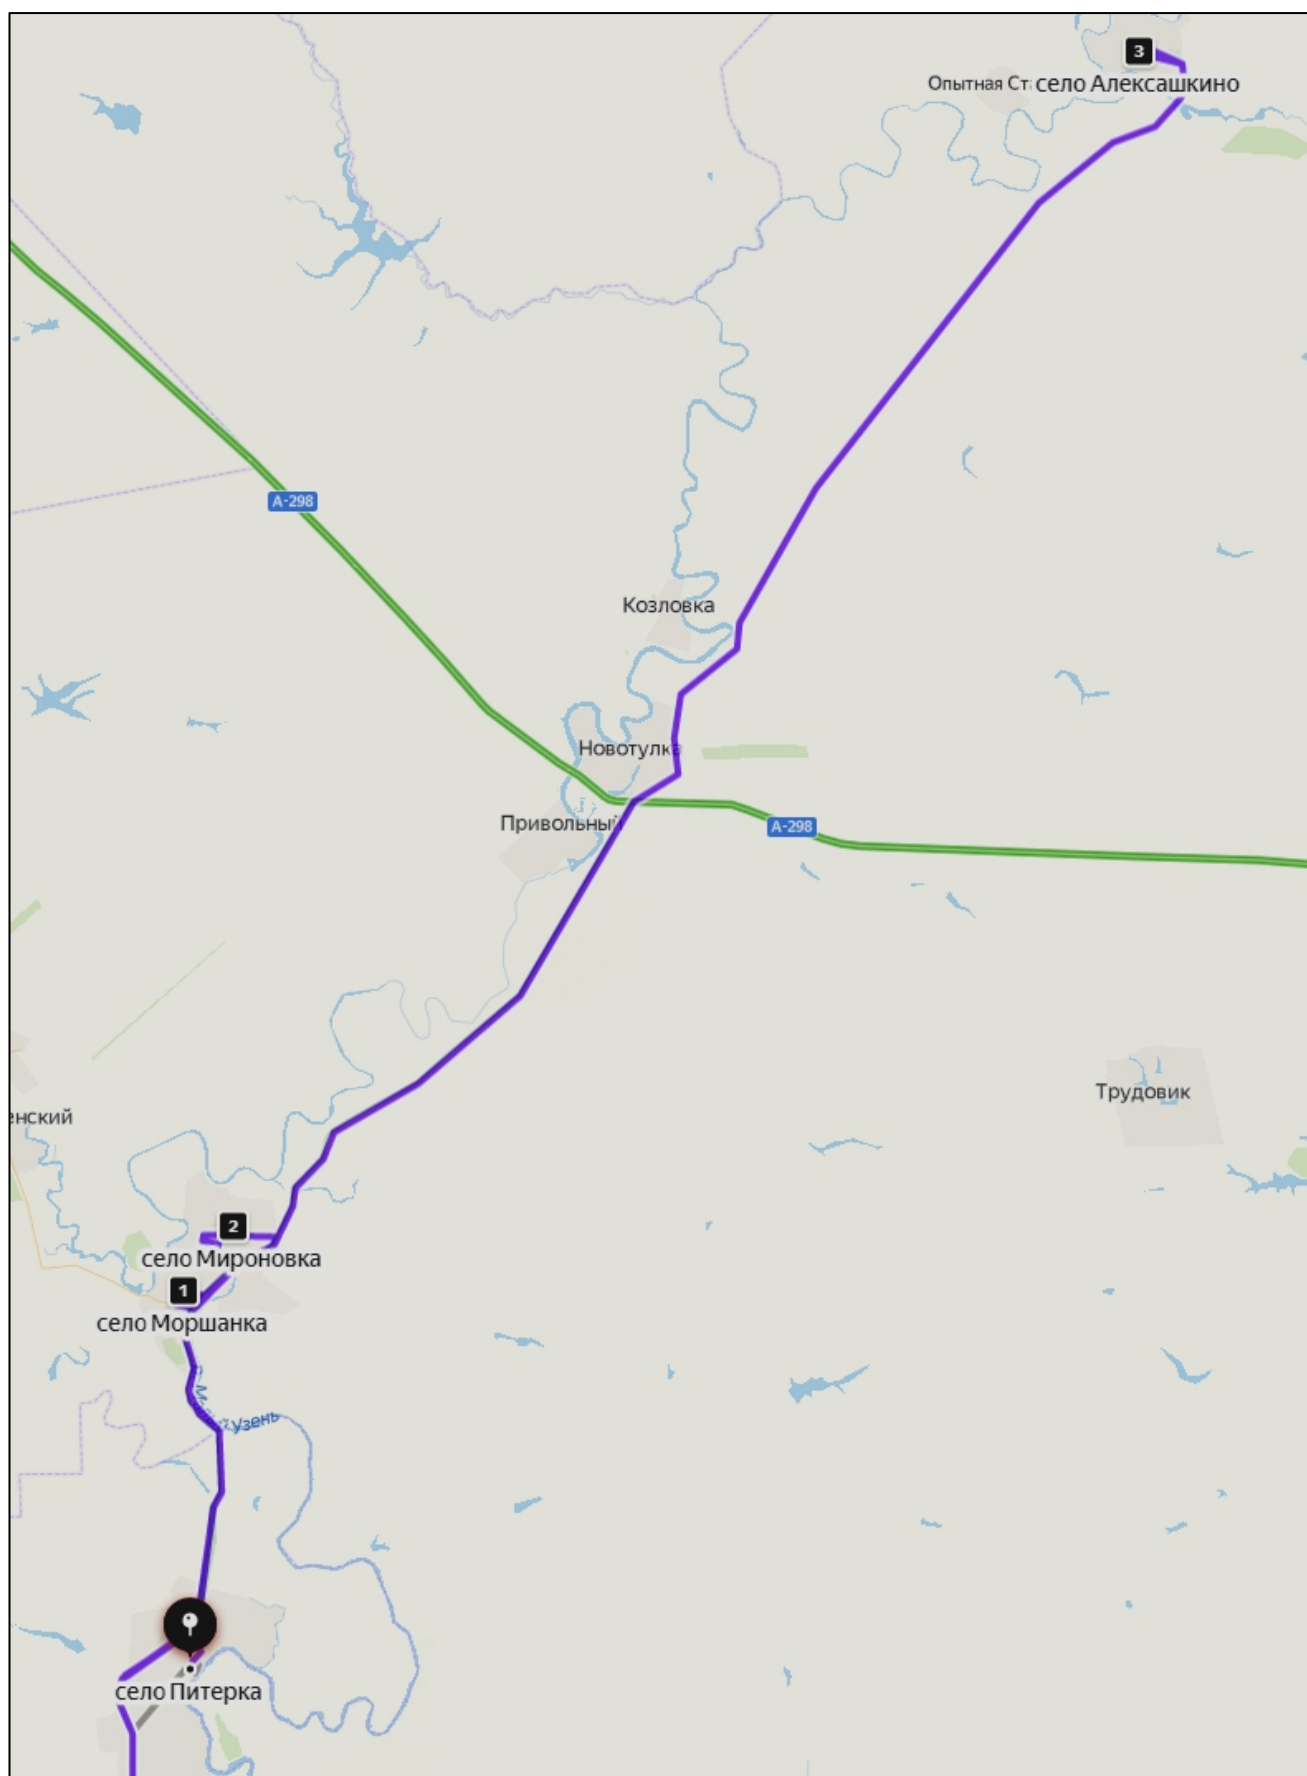 3
Опытная Ст
село Алексашкино
А-298
Козловка
Новотулка
Привольный
А-298
Трудовик
енский
2
село Мироновка
1
село Моршанка
Узень
село Питерка